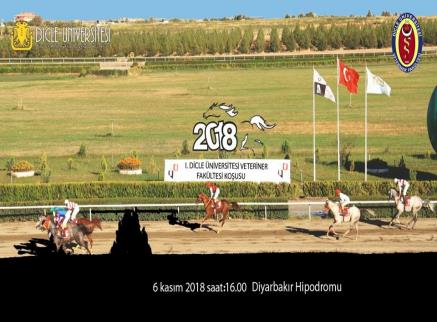 DİCLE ÜNİVERSİTESİ
2018
1. DİCLE ÜNİVERSİTESİ VETERİNER
FAKÜLTESİ KOŞUSU
6 kasım 2018 saat:16.00 Diyarbakır Hipodromu